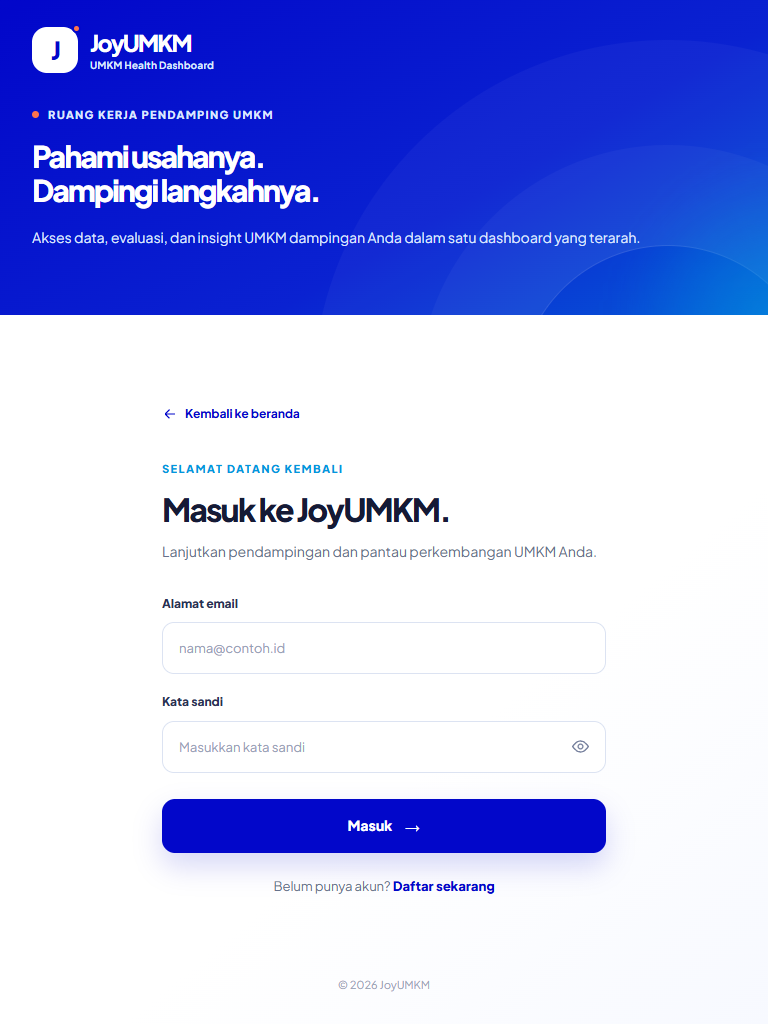 J
JoyUMKM
UMKM Health Dashboard
RUANG KERJA PENDAMPING UMKM
Pahami usahanya.
Dampingi langkahnya.
Akses data, evaluasi, dan insight UMKM dampingan Anda dalam satu dashboard yang terarah.
← Kembali ke beranda
SELAMAT DATANG KEMBALI
Masuk ke JoyUMKM.
Lanjutkan pendampingan dan pantau perkembangan UMKM Anda.
Alamat email
nama@contoh.id
Kata sandi
Masukkan kata sandi
Masuk →
Belum punya akun? Daftar sekarang
© 2026 JoyUMKM